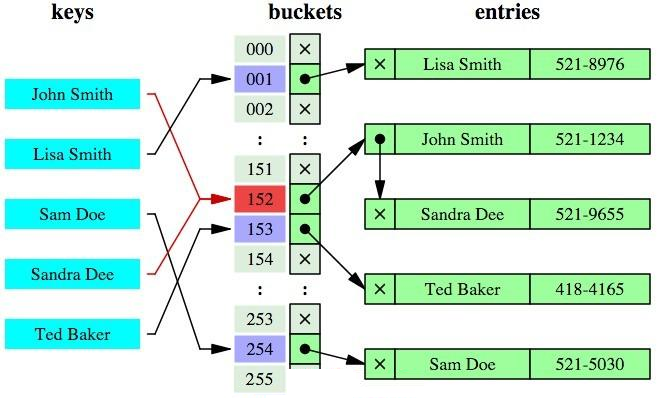 keys buckets entries
John Smith
Lisa Smith
Sam Doe
Sandra Dee
Ted Baker
000 ×
001
002 ×
: :
151 ×
152
153
154 ×
: :
253 ×
254
255
× Lisa Smith 521-8976
John Smith 521-1234
× Sandra Dee 521-9655
× Ted Baker 418-4165
× Sam Doe 521-5030